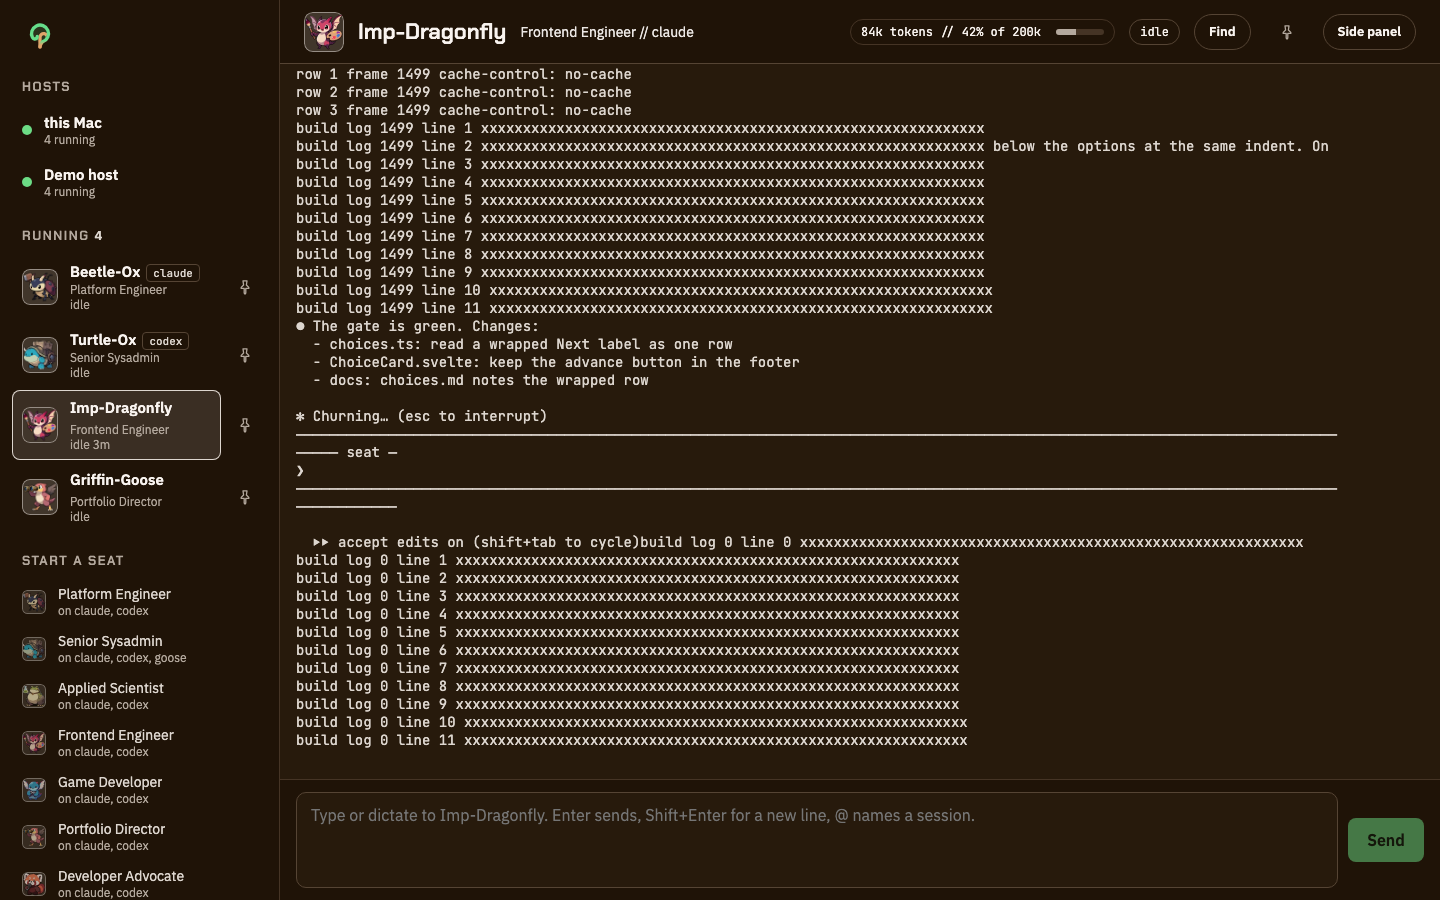 HOSTS
this Mac
4 running
Demo host
4 running
RUNNING 4
Beetle-Ox claude
Platform Engineer
idle
Turtle-Ox codex
Senior Sysadmin
idle
Imp-Dragonfly
Frontend Engineer
idle 3m
Griffin-Goose
Portfolio Director
idle
START A SEAT
Platform Engineer
on claude, codex
Senior Sysadmin
on claude, codex, goose
Applied Scientist
on claude, codex
Frontend Engineer
on claude, codex
Game Developer
on claude, codex
Portfolio Director
on claude, codex
Developer Advocate
on claude, codex
Imp-Dragonfly Frontend Engineer // claude 84k tokens // 42% of 200k idle Find Side panel
row 1 frame 1499 cache-control: no-cache
row 2 frame 1499 cache-control: no-cache
row 3 frame 1499 cache-control: no-cache
build log 1499 line 1 xxxxxxxxxxxxxxxxxxxxxxxxxxxxxxxxxxxxxxxxxxxxxxxxxxxxxxxxxxxx
build log 1499 line 2 xxxxxxxxxxxxxxxxxxxxxxxxxxxxxxxxxxxxxxxxxxxxxxxxxxxxxxxxxxxx below the options at the same indent. On
build log 1499 line 3 xxxxxxxxxxxxxxxxxxxxxxxxxxxxxxxxxxxxxxxxxxxxxxxxxxxxxxxxxxxx
build log 1499 line 4 xxxxxxxxxxxxxxxxxxxxxxxxxxxxxxxxxxxxxxxxxxxxxxxxxxxxxxxxxxxx
build log 1499 line 5 xxxxxxxxxxxxxxxxxxxxxxxxxxxxxxxxxxxxxxxxxxxxxxxxxxxxxxxxxxxx
build log 1499 line 6 xxxxxxxxxxxxxxxxxxxxxxxxxxxxxxxxxxxxxxxxxxxxxxxxxxxxxxxxxxxx
build log 1499 line 7 xxxxxxxxxxxxxxxxxxxxxxxxxxxxxxxxxxxxxxxxxxxxxxxxxxxxxxxxxxxx
build log 1499 line 8 xxxxxxxxxxxxxxxxxxxxxxxxxxxxxxxxxxxxxxxxxxxxxxxxxxxxxxxxxxxx
build log 1499 line 9 xxxxxxxxxxxxxxxxxxxxxxxxxxxxxxxxxxxxxxxxxxxxxxxxxxxxxxxxxxxx
build log 1499 line 10 xxxxxxxxxxxxxxxxxxxxxxxxxxxxxxxxxxxxxxxxxxxxxxxxxxxxxxxxxxxx
build log 1499 line 11 xxxxxxxxxxxxxxxxxxxxxxxxxxxxxxxxxxxxxxxxxxxxxxxxxxxxxxxxxxxx
● The gate is green. Changes:
- choices.ts: read a wrapped Next label as one row
- ChoiceCard.svelte: keep the advance button in the footer
- docs: choices.md notes the wrapped row
✻ Churning… (esc to interrupt)
───── seat ─
❯
⏵⏵ accept edits on (shift+tab to cycle)build log 0 line 0 xxxxxxxxxxxxxxxxxxxxxxxxxxxxxxxxxxxxxxxxxxxxxxxxxxxxxxxxxxxx
build log 0 line 1 xxxxxxxxxxxxxxxxxxxxxxxxxxxxxxxxxxxxxxxxxxxxxxxxxxxxxxxxxxxx
build log 0 line 2 xxxxxxxxxxxxxxxxxxxxxxxxxxxxxxxxxxxxxxxxxxxxxxxxxxxxxxxxxxxx
build log 0 line 3 xxxxxxxxxxxxxxxxxxxxxxxxxxxxxxxxxxxxxxxxxxxxxxxxxxxxxxxxxxxx
build log 0 line 4 xxxxxxxxxxxxxxxxxxxxxxxxxxxxxxxxxxxxxxxxxxxxxxxxxxxxxxxxxxxx
build log 0 line 5 xxxxxxxxxxxxxxxxxxxxxxxxxxxxxxxxxxxxxxxxxxxxxxxxxxxxxxxxxxxx
build log 0 line 6 xxxxxxxxxxxxxxxxxxxxxxxxxxxxxxxxxxxxxxxxxxxxxxxxxxxxxxxxxxxx
build log 0 line 7 xxxxxxxxxxxxxxxxxxxxxxxxxxxxxxxxxxxxxxxxxxxxxxxxxxxxxxxxxxxx
build log 0 line 8 xxxxxxxxxxxxxxxxxxxxxxxxxxxxxxxxxxxxxxxxxxxxxxxxxxxxxxxxxxxx
build log 0 line 9 xxxxxxxxxxxxxxxxxxxxxxxxxxxxxxxxxxxxxxxxxxxxxxxxxxxxxxxxxxxx
build log 0 line 10 xxxxxxxxxxxxxxxxxxxxxxxxxxxxxxxxxxxxxxxxxxxxxxxxxxxxxxxxxxxx
build log 0 line 11 xxxxxxxxxxxxxxxxxxxxxxxxxxxxxxxxxxxxxxxxxxxxxxxxxxxxxxxxxxxx
Type or dictate to Imp-Dragonfly. Enter sends, Shift+Enter for a new line, @ names a session.
Send